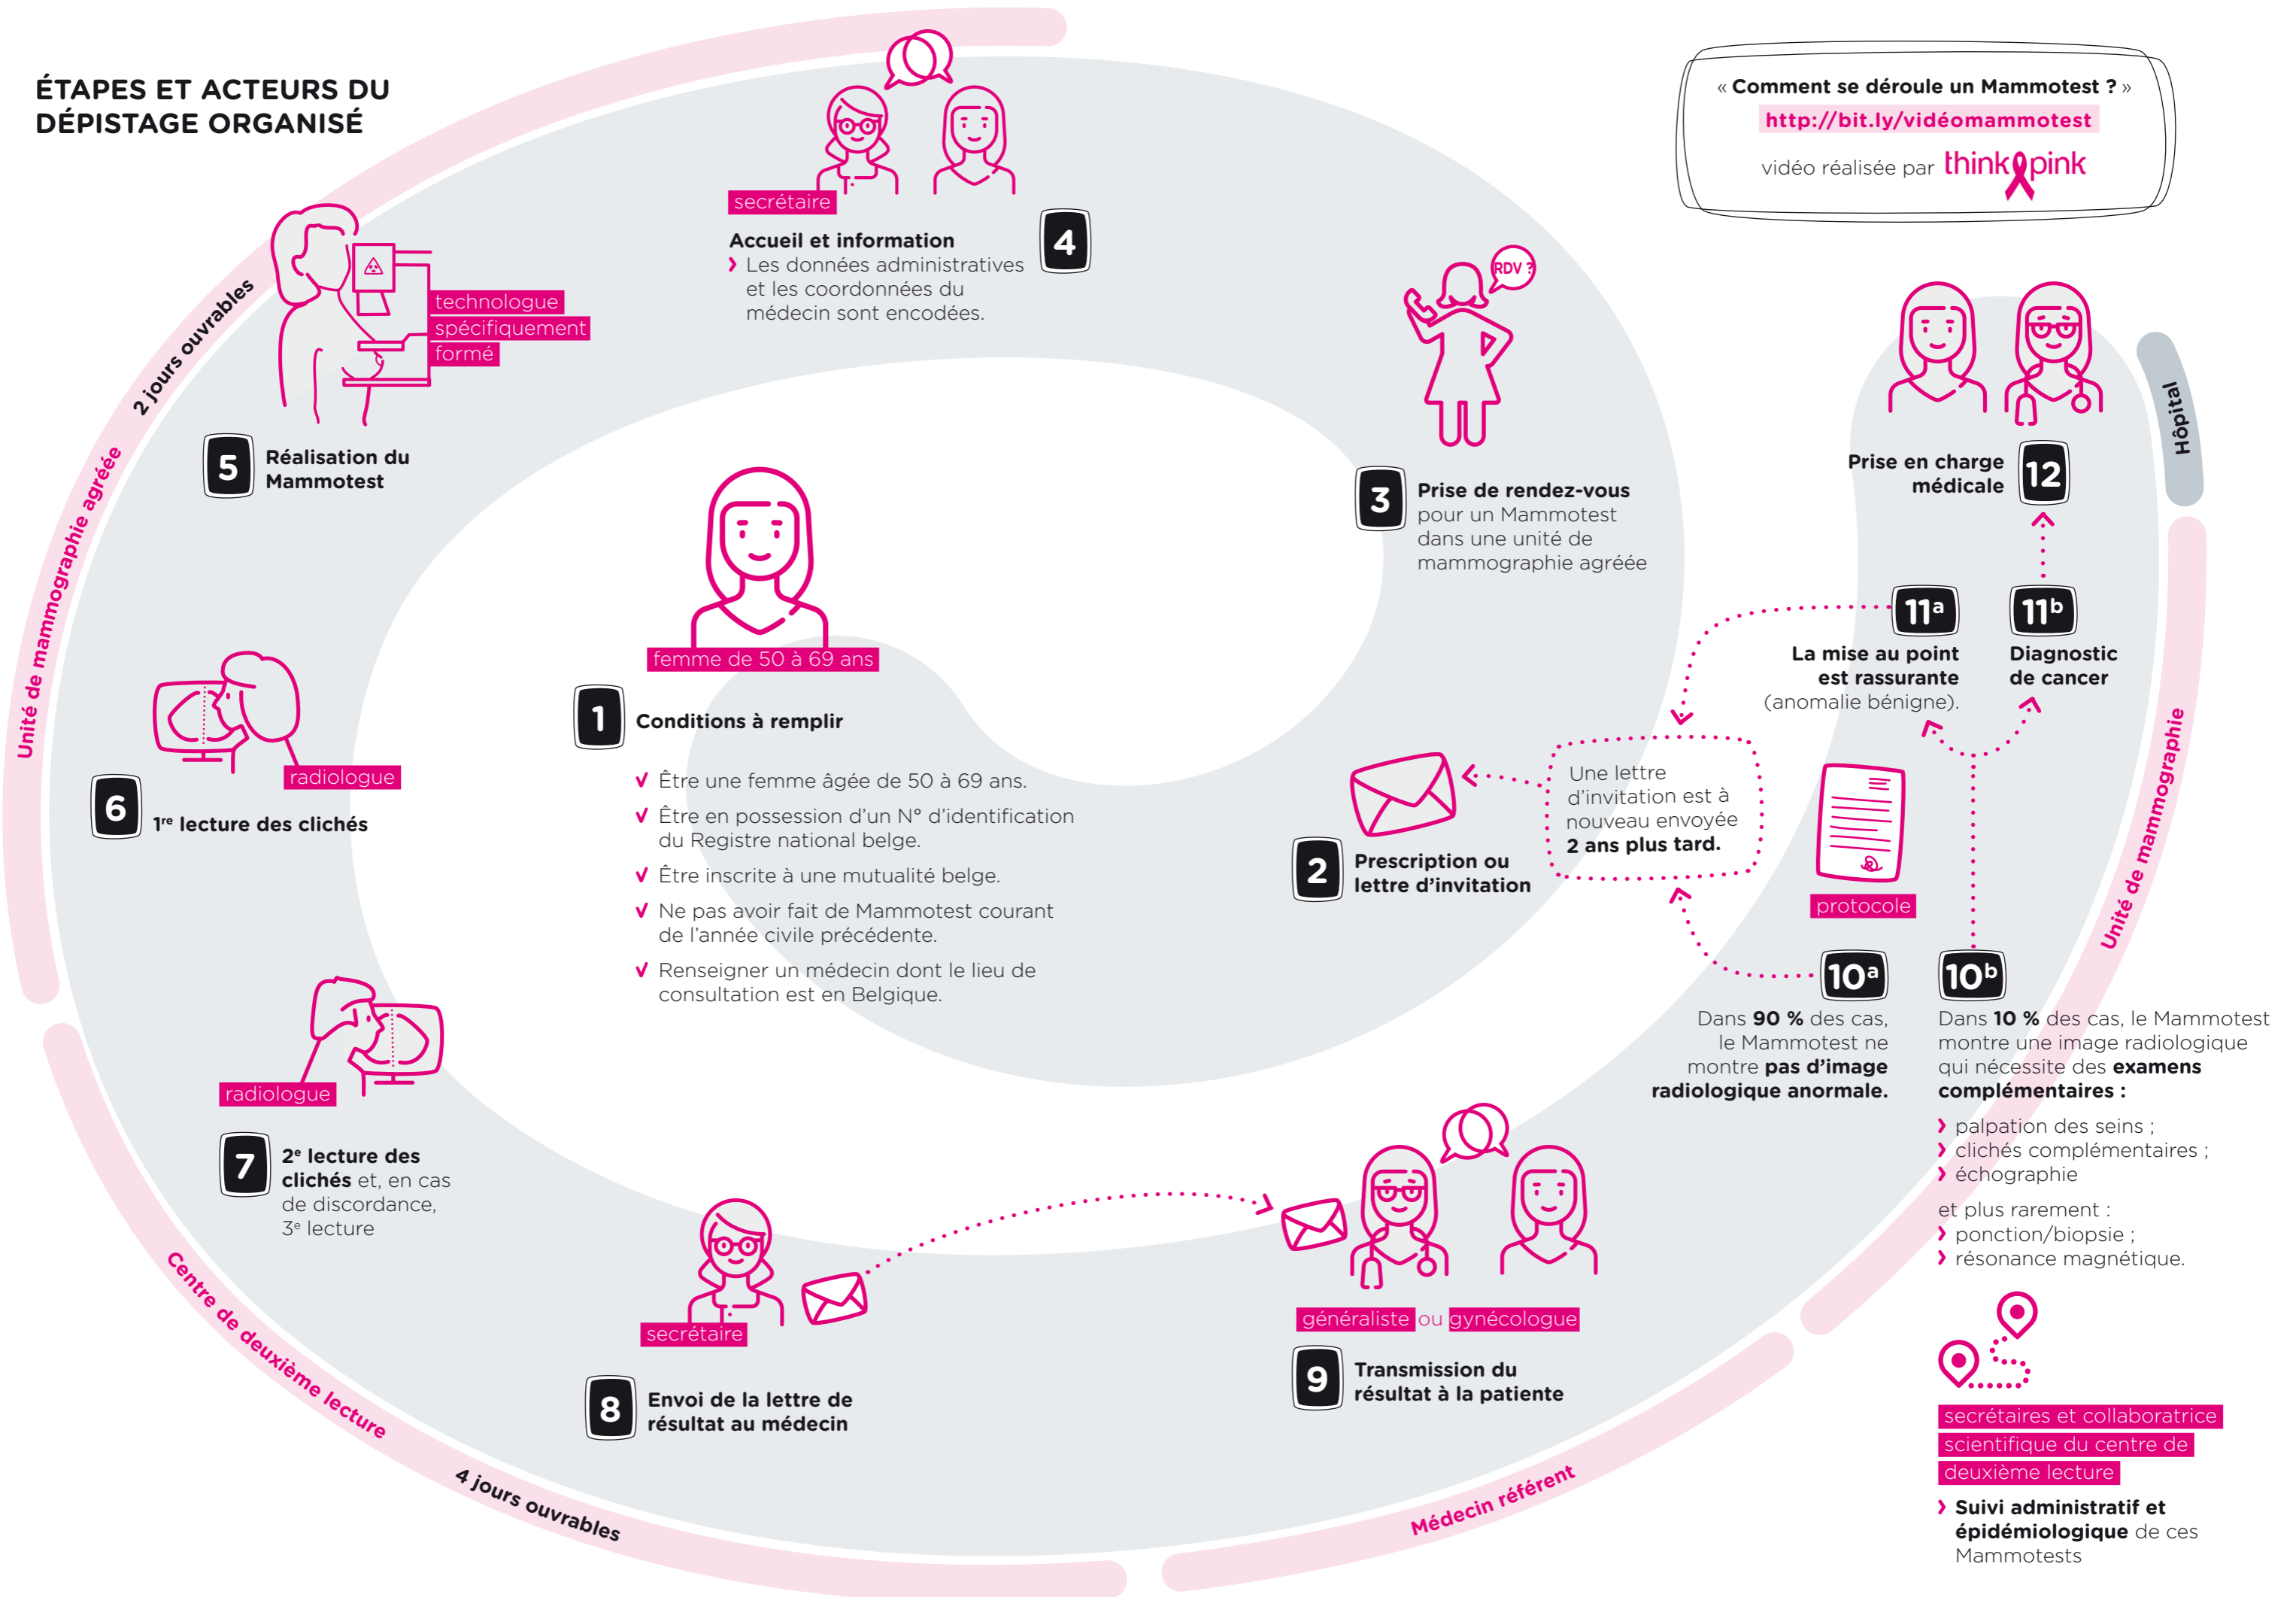 ÉTAPES ET ACTEURS DU
DÉPISTAGE ORGANISÉ
« Comment se déroule un Mammotest ? »
http://bit.ly/vidéomammotest
vidéo réalisée par think pink
femme de 50 à 69 ans
1 Conditions à remplir
√ Être une femme âgée de 50 à 69 ans.
√ Être en possession d’un N° d’identification
du Registre national belge.
√ Être inscrite à une mutualité belge.
√ Ne pas avoir fait de Mammotest courant
de l’année civile précédente.
√ Renseigner un médecin dont le lieu de
consultation est en Belgique.
2 Prescription ou
lettre d’invitation
Une lettre
d’invitation est à
nouveau envoyée
2 ans plus tard.
RDV ?
3 Prise de rendez-vous
pour un Mammotest
dans une unité de
mammographie agréée
secrétaire
4
Accueil et information
› Les données administratives
et les coordonnées du
médecin sont encodées.
Unité de mammographie agréée
2 jours ouvrables
technologue
spécifiquement
formé
5 Réalisation du
Mammotest
radiologue
6 1re lecture des clichés
radiologue
7 2e lecture des
clichés et, en cas
de discordance,
3e lecture
Centre de deuxième lecture
4 jours ouvrables
secrétaire
8 Envoi de la lettre de
résultat au médecin
généraliste ou gynécologue
9 Transmission du
résultat à la patiente
Médecin référent
protocole
10a
Dans 90 % des cas,
le Mammotest ne
montre pas d’image
radiologique anormale.
10b
Dans 10 % des cas, le Mammotest
montre une image radiologique
qui nécessite des examens
complémentaires :
› palpation des seins ;
› clichés complémentaires ;
› échographie
et plus rarement :
› ponction/biopsie ;
› résonance magnétique.
Unité de mammographie
11a
La mise au point
est rassurante
(anomalie bénigne).
11b
Diagnostic
de cancer
Prise en charge
médicale
12
Hôpital
secrétaires et collaboratrice
scientifique du centre de
deuxième lecture
› Suivi administratif et
épidémiologique de ces
Mammotests